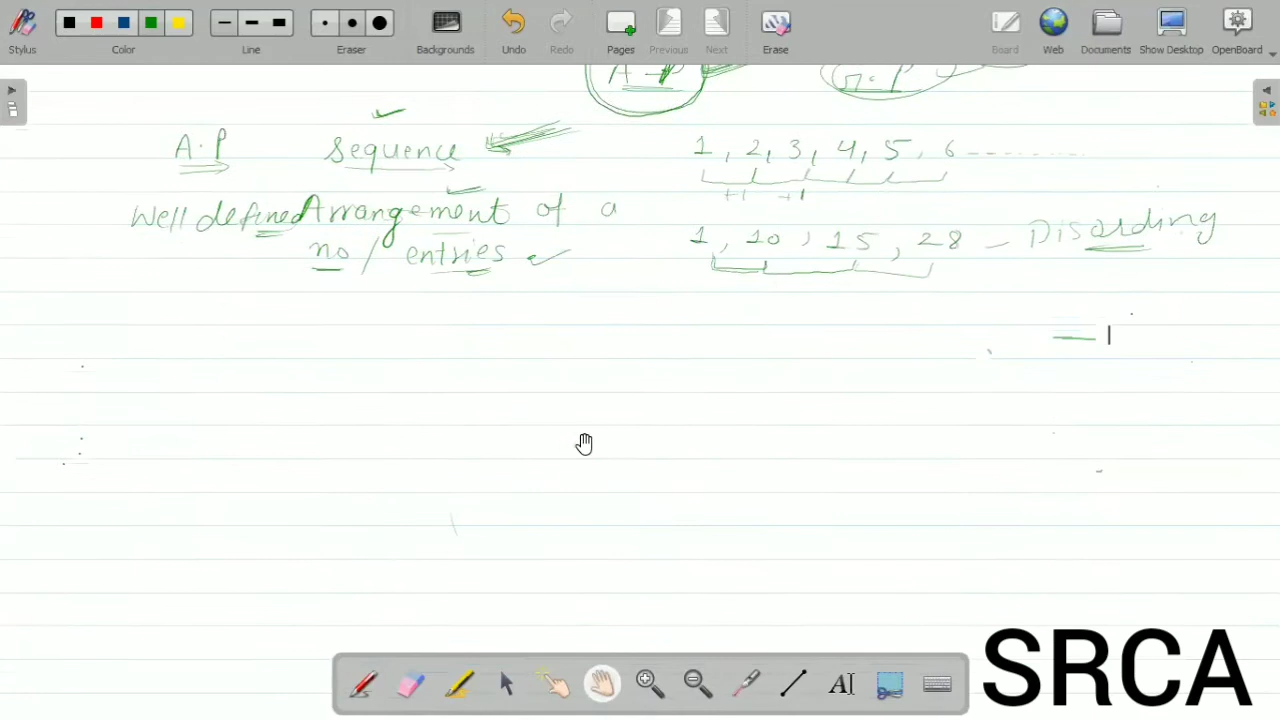 Stylus Color Line Eraser Backgrounds Undo Redo Pages Previous Next Erase Board Web Documents Show Desktop OpenBoard
A.P G.P
A.P Sequence 1, 2, 3, 4, 5, 6 ---------
+1 +1
Well defined Arrangement of a
no/ entries
1, 10, 15, 28 - Disarding
= 1
SRCA